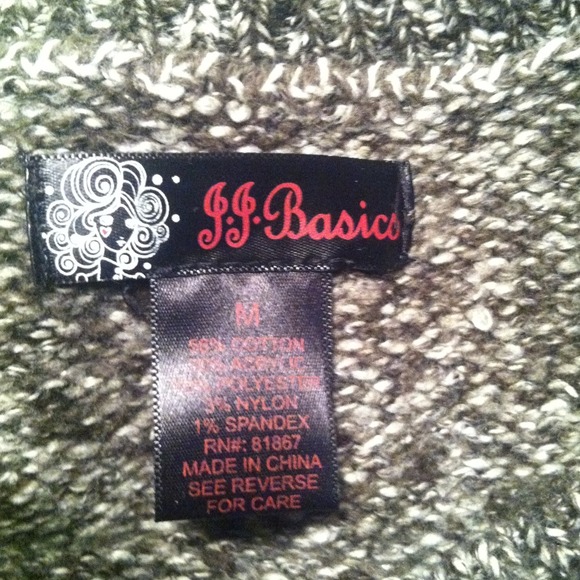 J.J. Basics
M
COTTON
ACRYLIC
POLYESTER
3% NYLON
1% SPANDEX
RN#: 81867
MADE IN CHINA
SEE REVERSE
FOR CARE